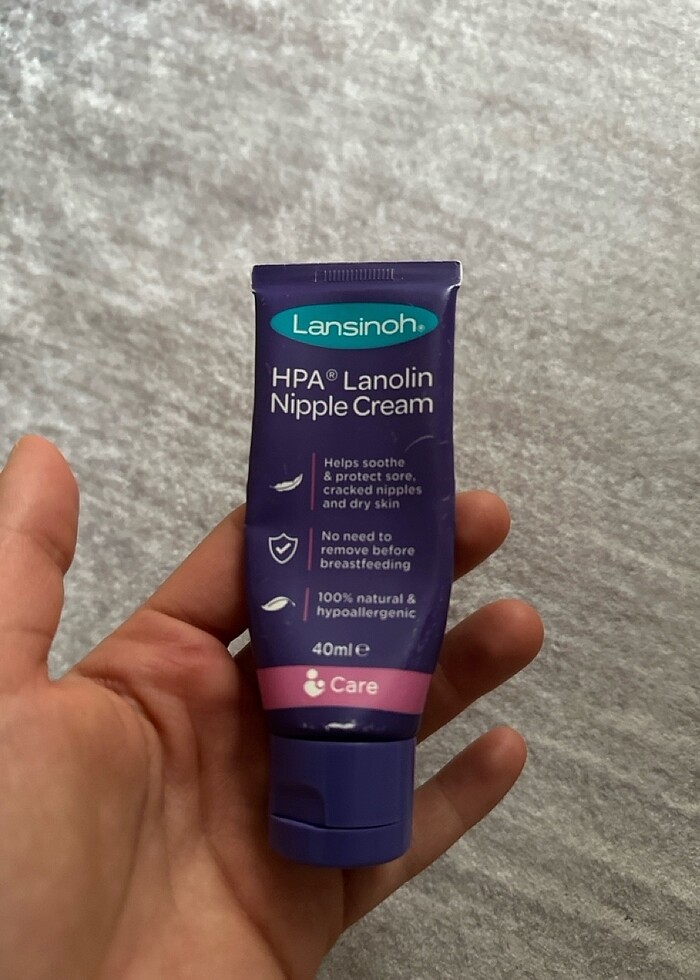 Lansinoh®
HPA® Lanolin
Nipple Cream
Helps soothe
& protect sore,
cracked nipples
and dry skin
No need to
remove before
breastfeeding
100% natural &
hypoallergenic
40ml ℮
Care